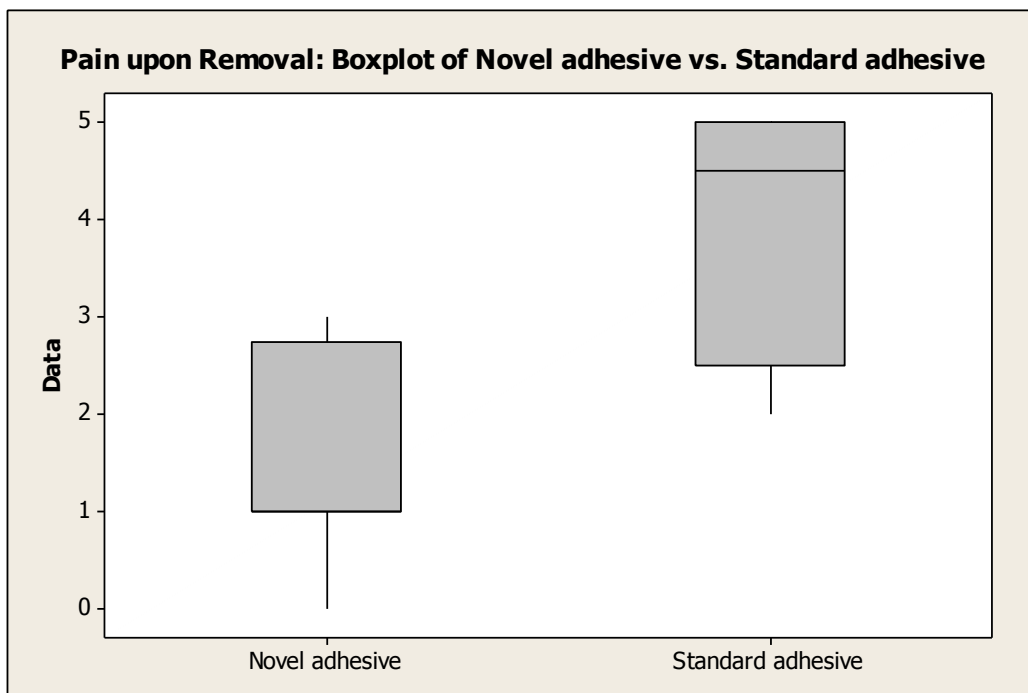 Pain upon Removal: Boxplot of Novel adhesive vs. Standard adhesive
5
4
3
2
1
0
Data
Novel adhesive Standard adhesive